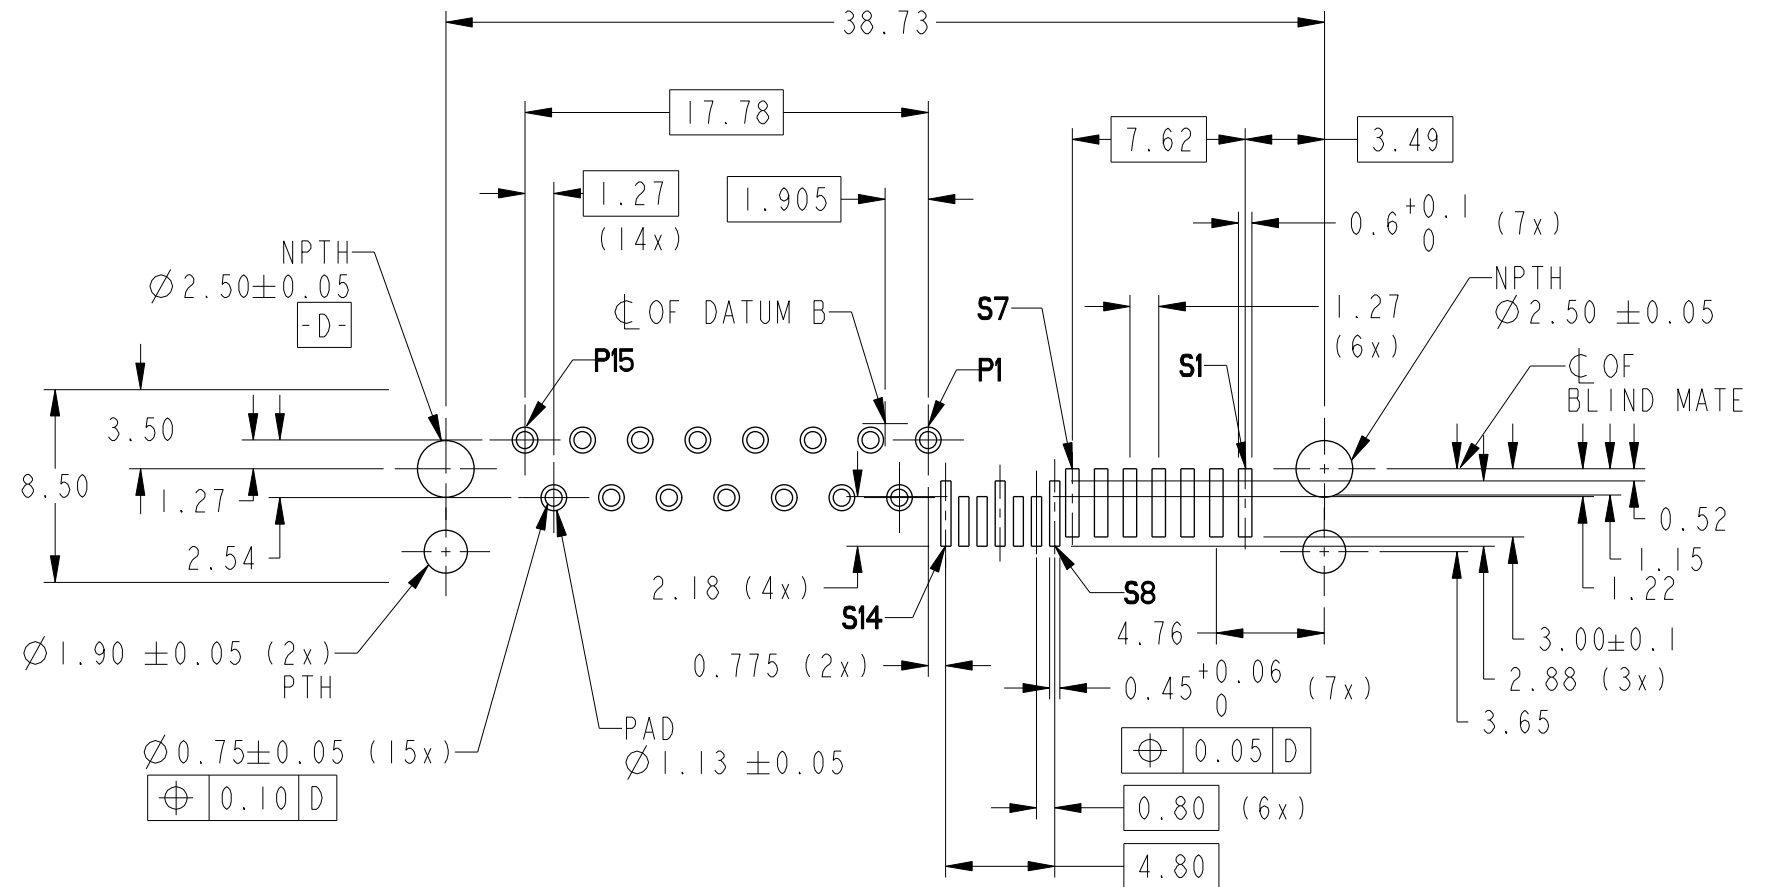 38.73
17.78
7.62
3.49
1.27
(14x)
1.905
0.6 +0.1 0 (7x)
NPTH
Ø2.50±0.05
-D-
℄ OF DATUM B
S7
1.27
(6x)
NPTH
Ø2.50 ±0.05
P15
P1
S1
℄ OF
BLIND MATE
3.50
8.50
1.27
2.54
0.52
1.15
1.22
2.18 (4x)
S14
S8
4.76
3.00±0.1
2.88 (3x)
3.65
Ø1.90 ±0.05 (2x)
PTH
0.775 (2x)
0.45 +0.06 0 (7x)
PAD
Ø1.13 ±0.05
Ø0.75±0.05 (15x)
⌖ 0.10 D
⌖ 0.05 D
0.80 (6x)
4.80